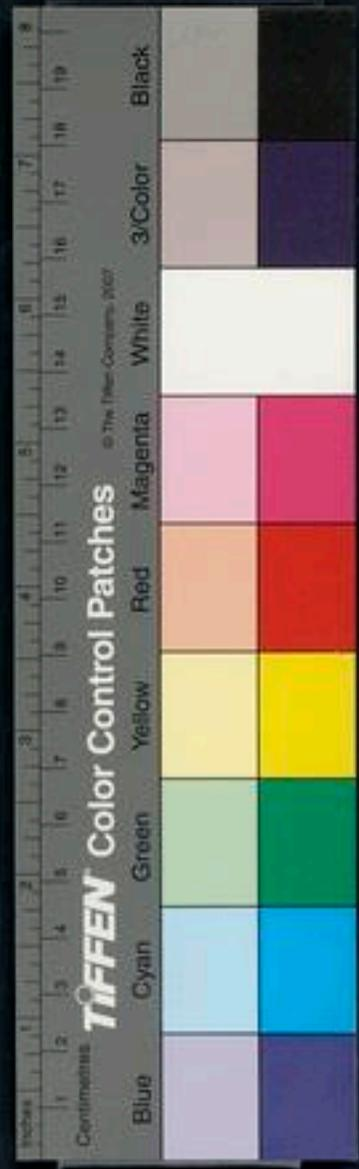 Inches 1 2 3 4 5 6 7 8
Centimetres 1 2 3 4 5 6 7 8 9 10 11 12 13 14 15 16 17 18 19
TIFFEN Color Control Patches © The Tiffen Company, 2007
Blue Cyan Green Yellow Red Magenta White 3/Color Black